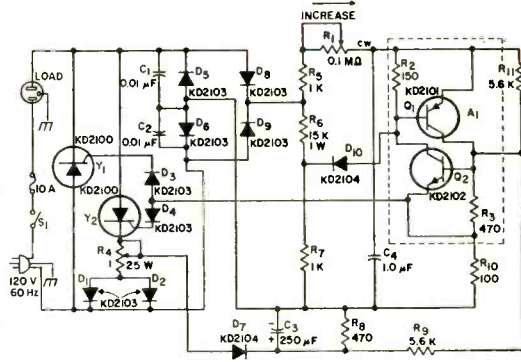 INCREASE
R1
0.1 MΩ
CW
LOAD
C1
0.01 µF
D5
KD2103
D8
KD2103
R5
1 K
R2
150
KD2101
Q1
A1
R11
5.6 K
C2
0.01 µF
D6
KD2103
D9
KD2103
R6
15 K
1 W
D10
KD2104
Q2
KD2102
KD2100
Y1
KD2100
D3
KD2103
D4
KD2103
Y2
10 A
S1
R4
1
25 W
D1
D2
KD2103
R7
1 K
C4
1.0 µF
R3
470
R10
100
120 V
60 Hz
D7
KD2104
-
+
C3
250 µF
R8
470
R9
5.6 K